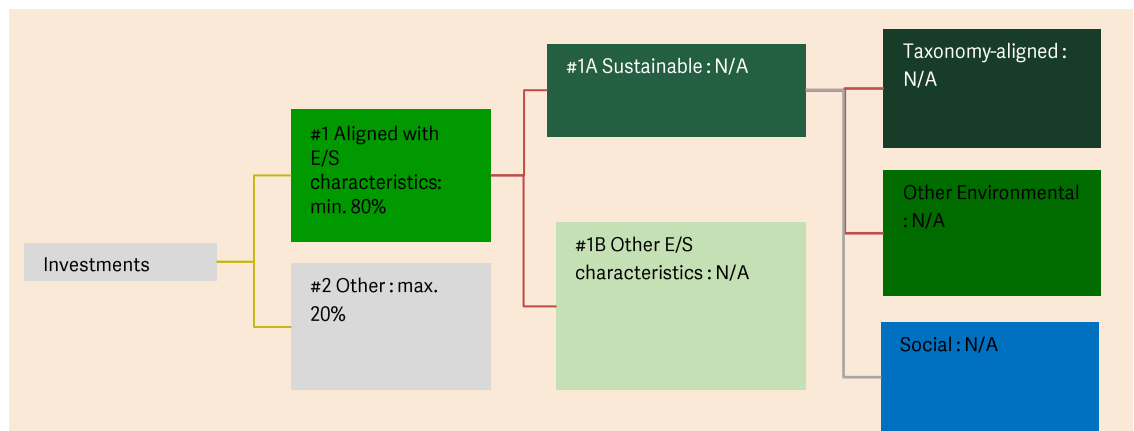 Investments
#1 Aligned with
E/S
characteristics:
min. 80%
#2 Other : max.
20%
#1A Sustainable : N/A
#1B Other E/S
characteristics : N/A
Taxonomy-aligned :
N/A
Other Environmental
: N/A
Social : N/A